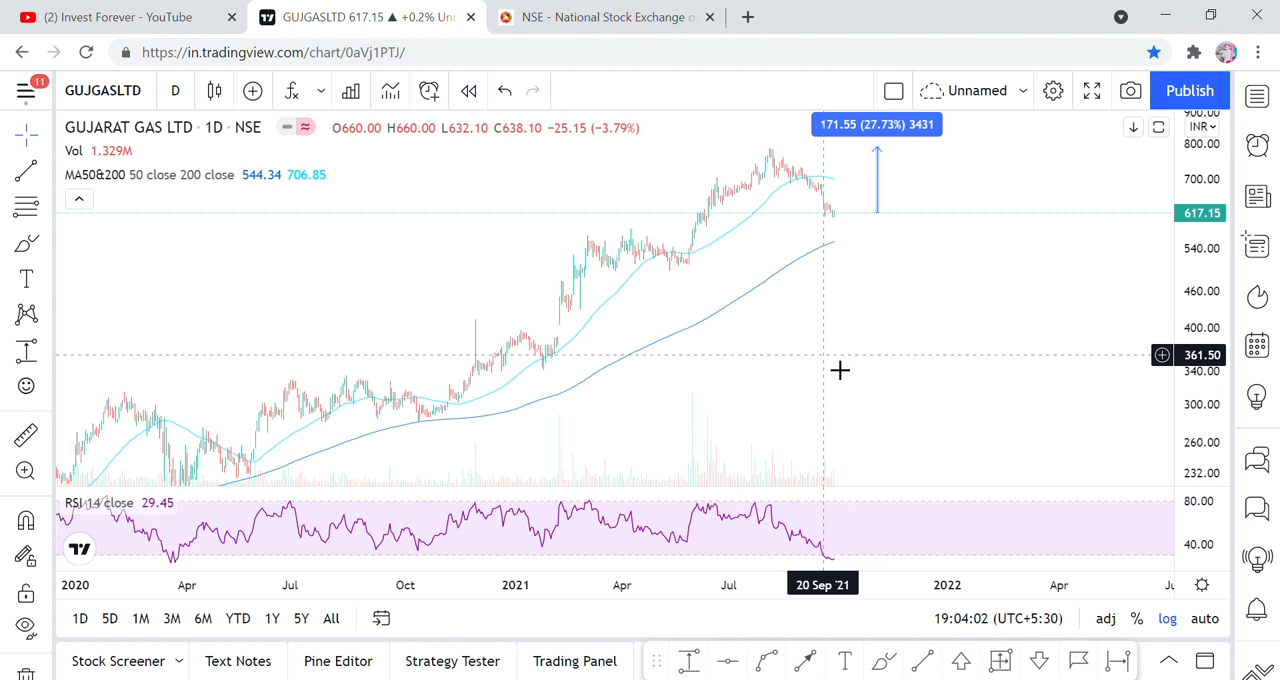 (2) Invest Forever - YouTube
GUJGASLTD 617.15 ▲ +0.2% Unn
NSE - National Stock Exchange o
https://in.tradingview.com/chart/0aVj1PTJ/
11
GUJGASLTD
D
Unnamed
Publish
GUJARAT GAS LTD · 1D · NSE
O660.00 H660.00 L632.10 C638.10 −25.15 (−3.79%)
171.55 (27.73%) 3431
Vol 1.329M
MA50&200 50 close 200 close 544.34 706.85
900.00
INR
800.00
700.00
617.15
540.00
460.00
400.00
361.50
340.00
300.00
260.00
232.00
RSI 14 close 29.45
80.00
40.00
2020 Apr Jul Oct 2021 Apr Jul 20 Sep '21 2022 Apr Ju
1D 5D 1M 3M 6M YTD 1Y 5Y All
19:04:02 (UTC+5:30) adj % log auto
Stock Screener Text Notes Pine Editor Strategy Tester Trading Panel